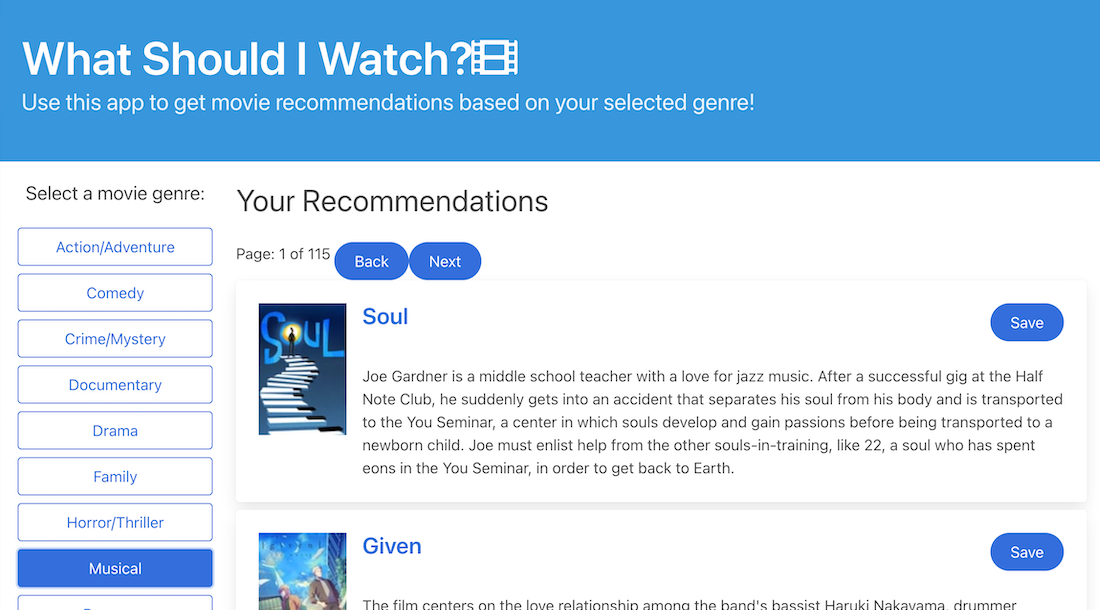 What Should I Watch?
Use this app to get movie recommendations based on your selected genre!
Select a movie genre:
Action/Adventure
Comedy
Crime/Mystery
Documentary
Drama
Family
Horror/Thriller
Musical
Your Recommendations
Page: 1 of 115
Back
Next
SOUL
Soul
Save
Joe Gardner is a middle school teacher with a love for jazz music. After a successful gig at the Half
Note Club, he suddenly gets into an accident that separates his soul from his body and is transported
to the You Seminar, a center in which souls develop and gain passions before being transported to a
newborn child. Joe must enlist help from the other souls-in-training, like 22, a soul who has spent
eons in the You Seminar, in order to get back to Earth.
Given
Save
The film centers on the love relationship among the band's bassist Haruki Nakayama, drummer